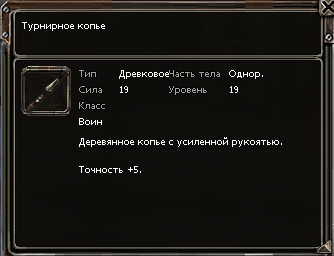 Турнирное копье
Тип Древковое Часть тела Однор.
Сила 19 Уровень 19
Класс
Воин
Деревянное копье с усиленной рукоятью.
Точность +5.